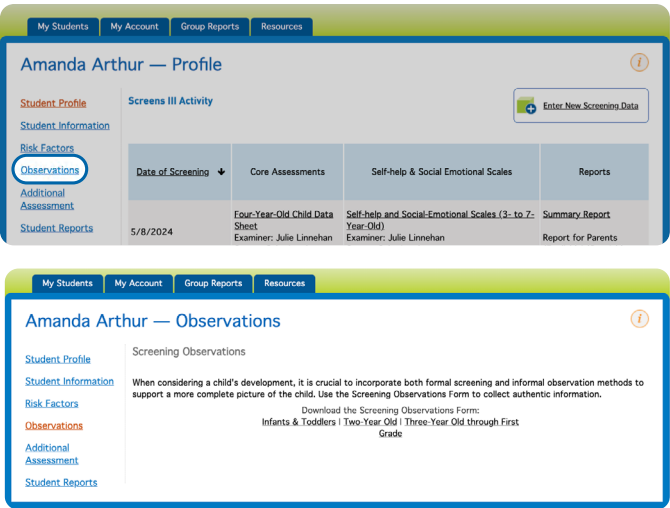 My Students My Account Group Reports Resources
Amanda Arthur — Profile
i
Student Profile
Student Information
Risk Factors
Observations
Additional
Assessment
Student Reports
Screens III Activity
Enter New Screening Data
Date of Screening Core Assessments Self-help & Social Emotional Scales Reports
5/8/2024
Four-Year-Old Child Data
Sheet
Examiner: Julie Linnehan
Self-help and Social-Emotional Scales (3- to 7-
Year-Old)
Examiner: Julie Linnehan
Summary Report
Report for Parents
My Students My Account Group Reports Resources
Amanda Arthur — Observations
i
Student Profile
Student Information
Risk Factors
Observations
Additional
Assessment
Student Reports
Screening Observations
When considering a child's development, it is crucial to incorporate both formal screening and informal observation methods to
support a more complete picture of the child. Use the Screening Observations Form to collect authentic information.
Download the Screening Observations Form:
Infants & Toddlers | Two-Year Old | Three-Year Old through First
Grade